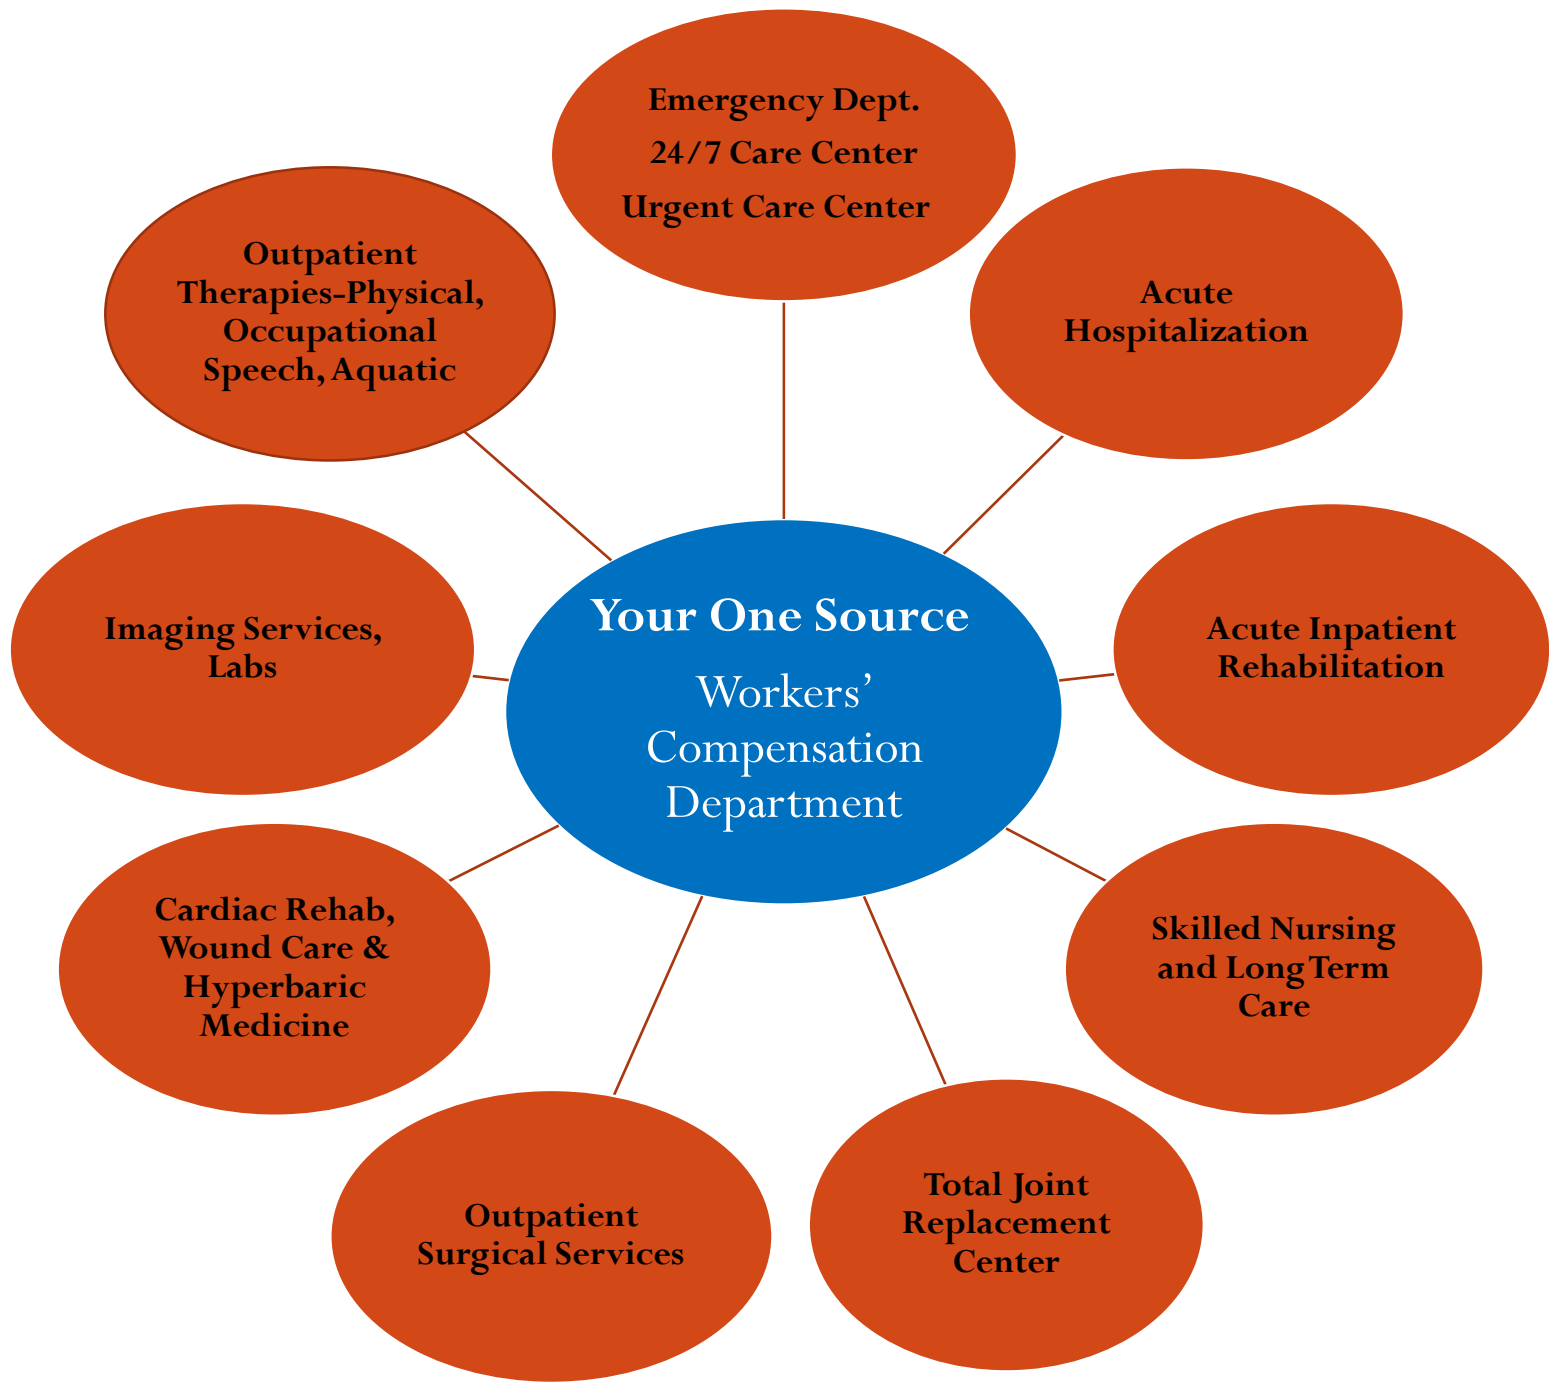 Emergency Dept.
24/7 Care Center
Urgent Care Center
Acute
Hospitalization
Acute Inpatient
Rehabilitation
Skilled Nursing
and Long Term
Care
Total Joint
Replacement
Center
Outpatient
Surgical Services
Cardiac Rehab,
Wound Care &
Hyperbaric
Medicine
Imaging Services,
Labs
Outpatient
Therapies-Physical,
Occupational
Speech, Aquatic
Your One Source
Workers’
Compensation
Department